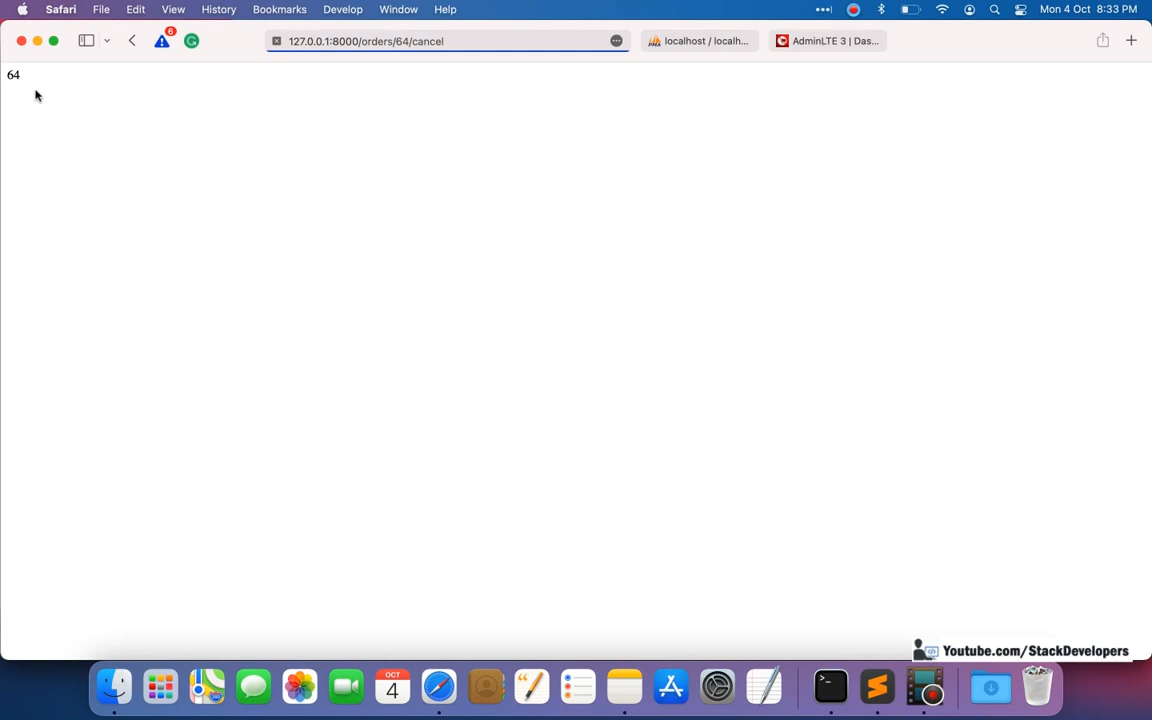 Safari File Edit View History Bookmarks Develop Window Help Mon 4 Oct 8:33 PM
6
127.0.0.1:8000/orders/64/cancel
localhost / localh...
AdminLTE 3 | Das...
64
OCT
4
Youtube.com/StackDevelopers